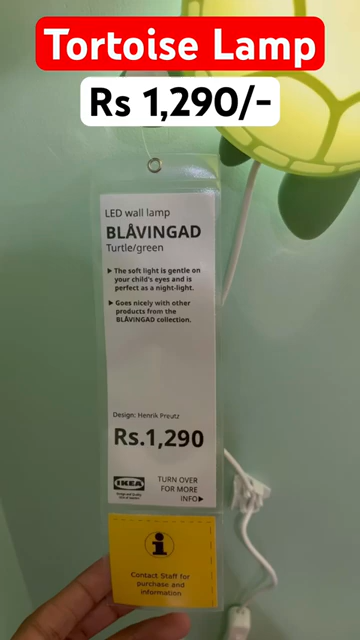 Tortoise Lamp
Rs 1,290/-
LED wall lamp
BLÅVINGAD
Turtle/green
▶ The soft light is gentle on
your child's eyes and is
perfect as a night-light.
▶ Goes nicely with other
products from the
BLÅVINGAD collection.
Design: Henrik Preutz
Rs.1,290
IKEA
TURN OVER
FOR MORE
INFO▶
i
Contact Staff for
purchase and
information